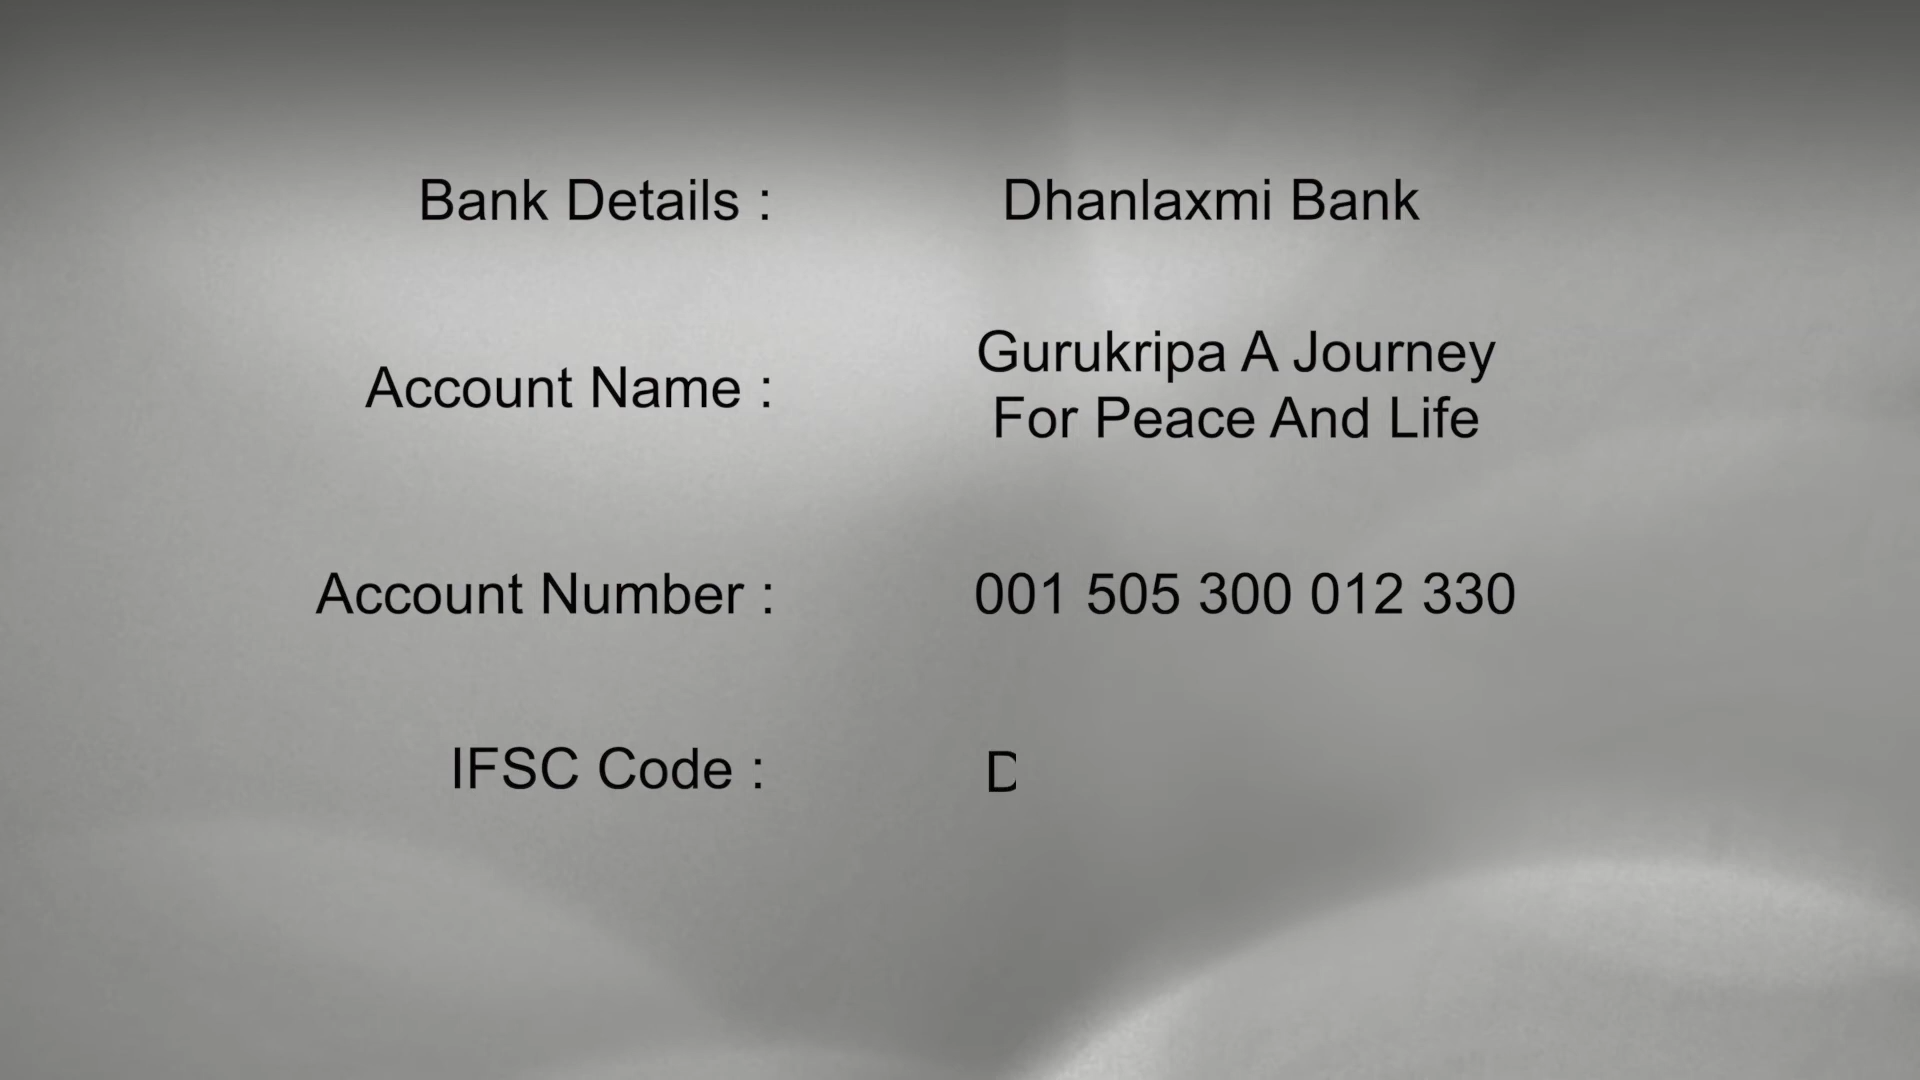 Bank Details : Dhanlaxmi Bank
Account Name : Gurukripa A Journey
For Peace And Life
Account Number : 001 505 300 012 330
IFSC Code : D